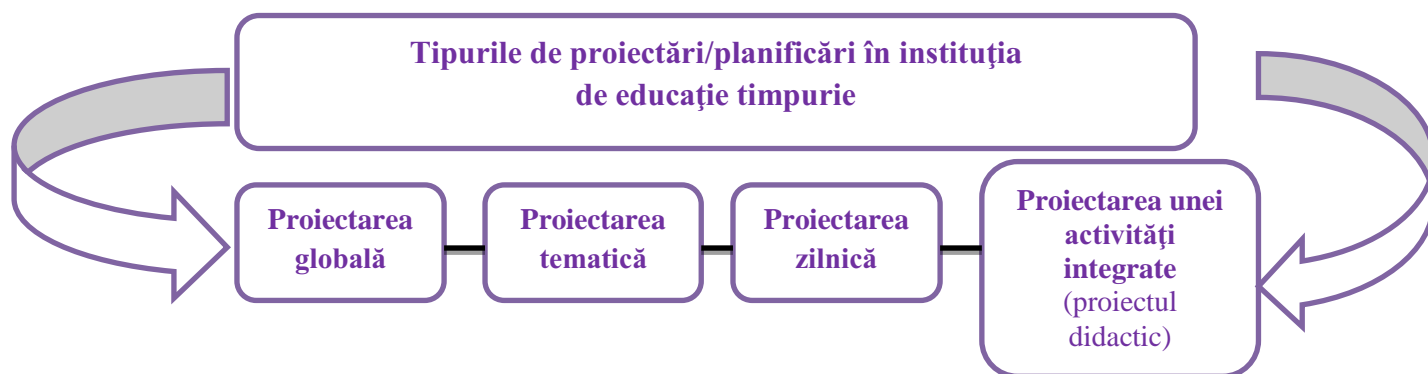 Tipurile de proiectări/planificări în instituţia
de educaţie timpurie
Proiectarea
globală
Proiectarea
tematică
Proiectarea
zilnică
Proiectarea unei
activităţi
integrate
(proiectul
didactic)